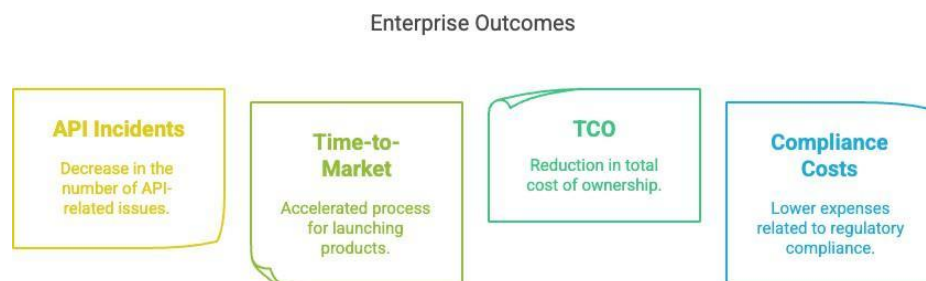 Enterprise Outcomes
API Incidents
Decrease in the
number of API-
related issues.
Time-to-
Market
Accelerated process
for launching
products.
TCO
Reduction in total
cost of ownership.
Compliance
Costs
Lower expenses
related to regulatory
compliance.